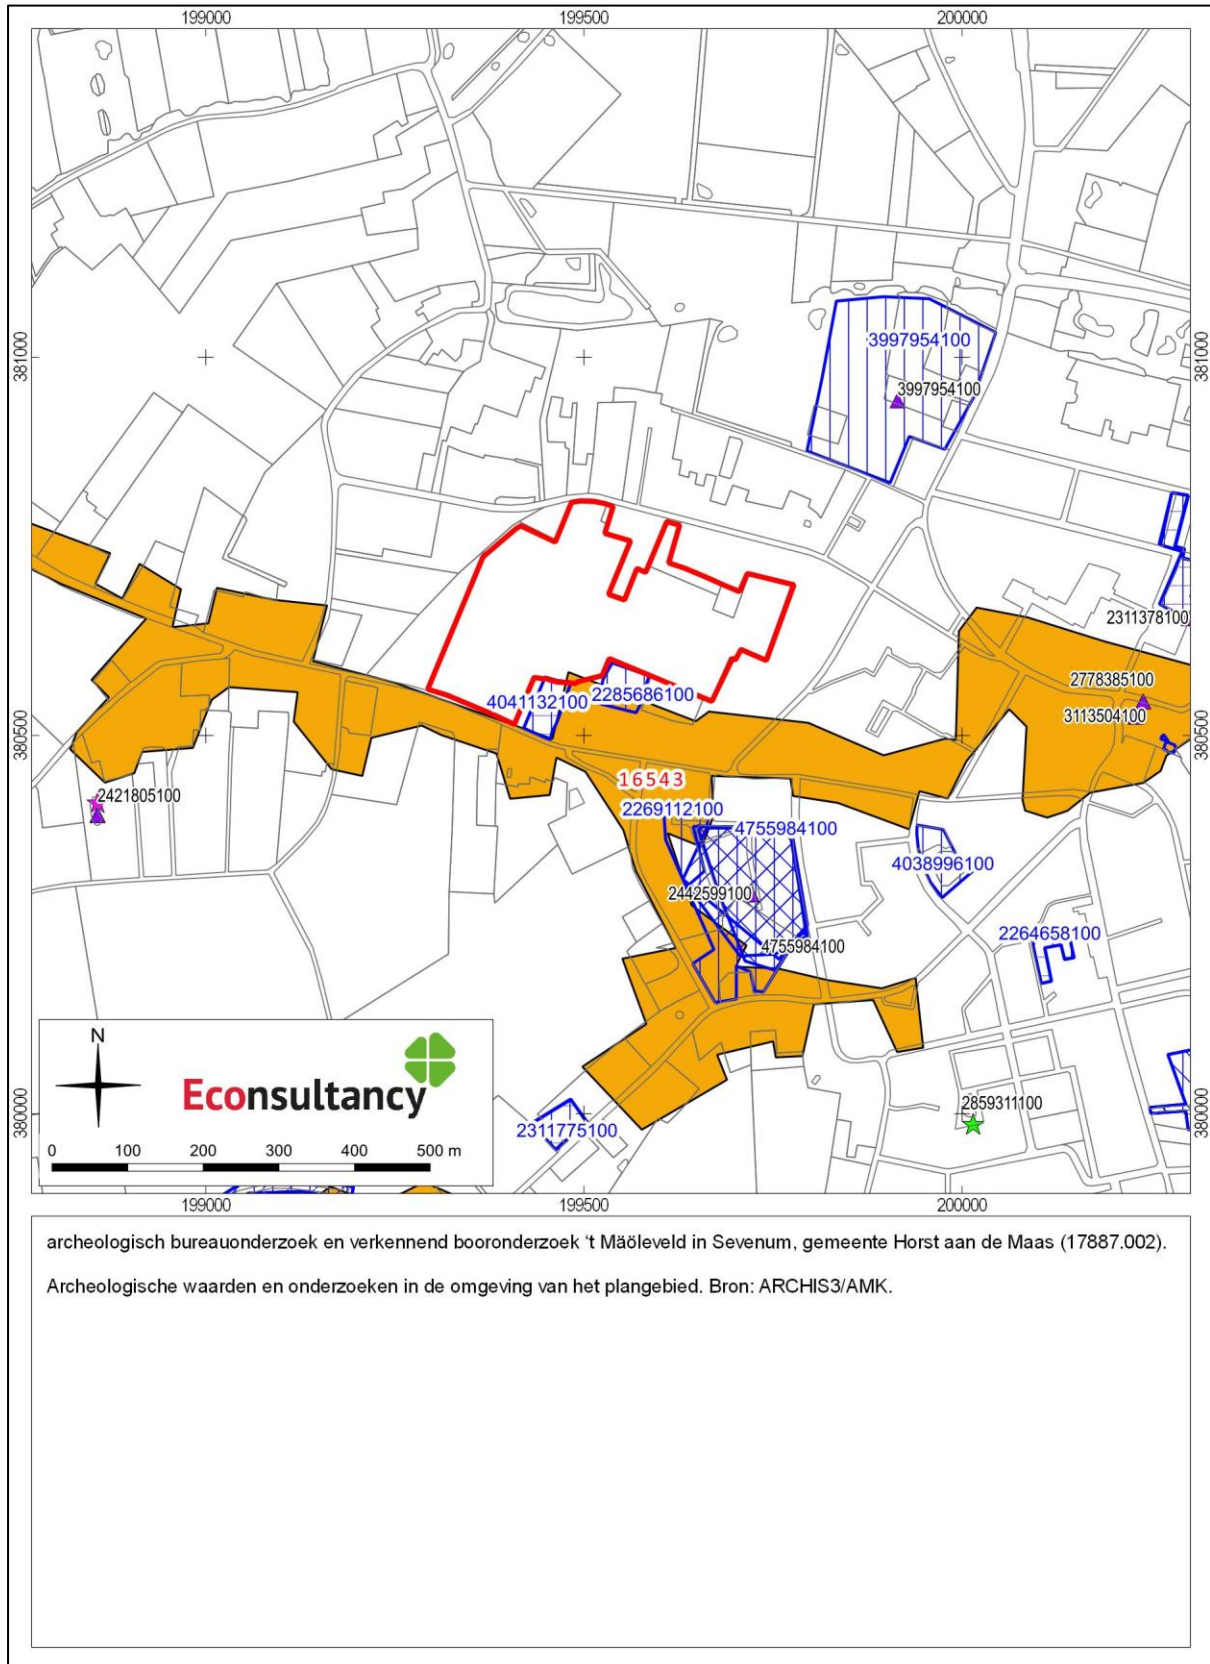 199000 199500 200000
381000 381000
3997954100
3997954100
2311378100
2778385100
4041132100 2285686100
3113504100
380500 380500
16543
2421805100
2269112100
4755984100
4038996100
2442599100
2264658100
4755984100
N
Econsultancy
2859311100
2311775100
380000 380000
0 100 200 300 400 500 m
199000 199500 200000
archeologisch bureauonderzoek en verkennend booronderzoek ‘t Mäöleveld in Sevenum, gemeente Horst aan de Maas (17887.002).
Archeologische waarden en onderzoeken in de omgeving van het plangebied. Bron: ARCHIS3/AMK.